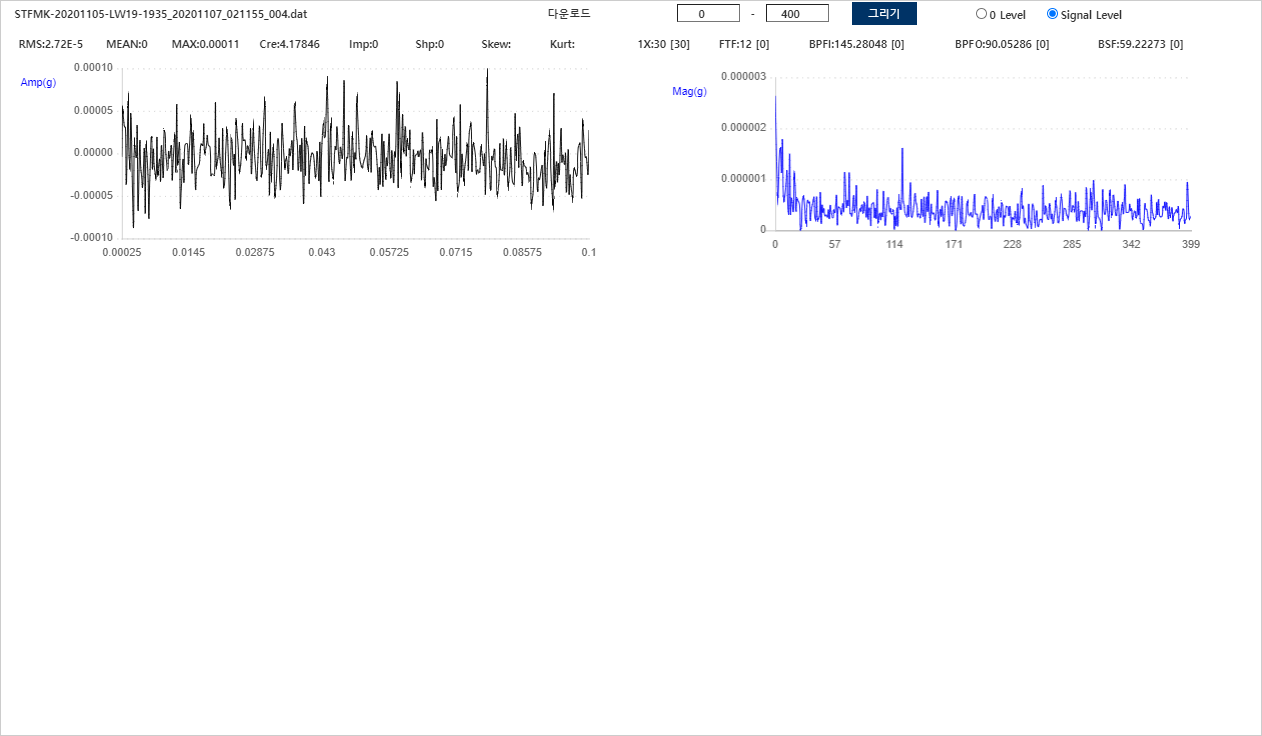 STFMK-20201105-LW19-1935_20201107_021155_004.dat 다운로드 0 - 400 그리기 0 Level Signal Level
RMS:2.72E-5 MEAN:0 MAX:0.00011 Cre:4.17846 Imp:0 Shp:0 Skew: Kurt: 1X:30 [30] FTF:12 [0] BPFI:145.28048 [0] BPFO:90.05286 [0] BSF:59.22273 [0]
Amp(g)
0.00010
0.00005
0.00000
-0.00005
-0.00010
0.00025 0.0145 0.02875 0.043 0.05725 0.0715 0.08575 0.1
Mag(g)
0.000003
0.000002
0.000001
0
0 57 114 171 228 285 342 399